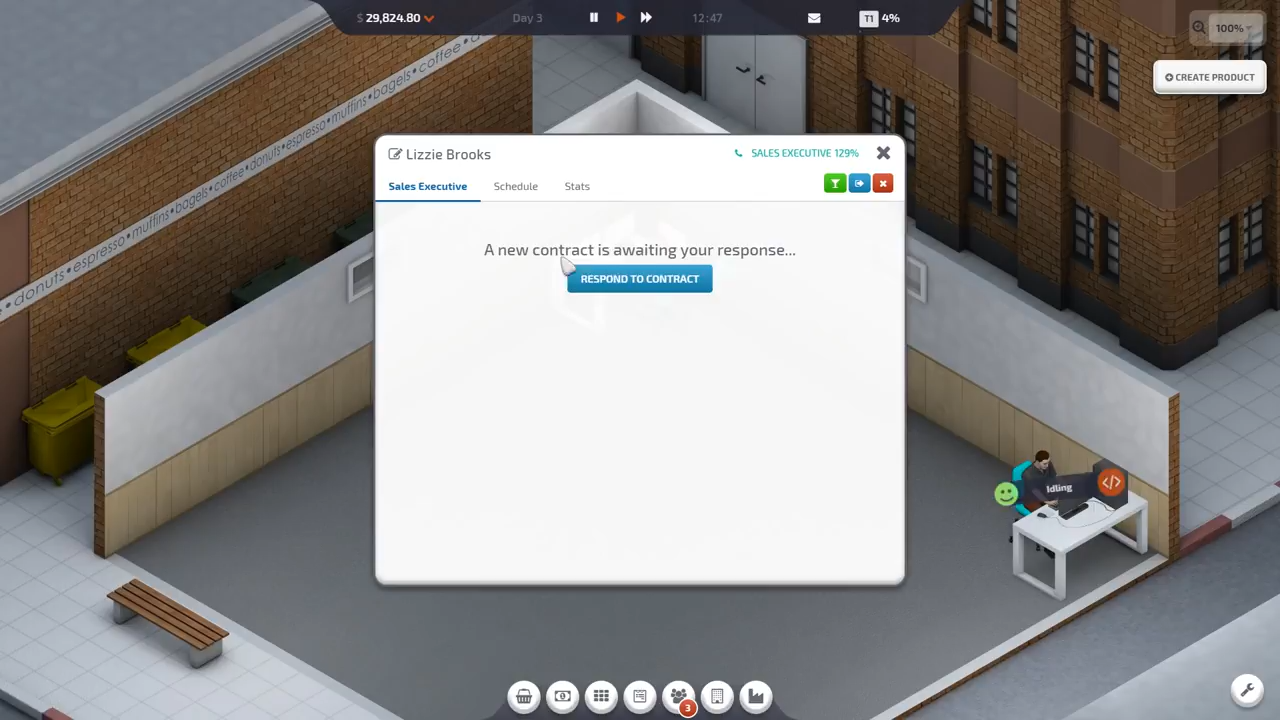 $ 29,824.80
Day 3
12:47
T1 4%
100%
CREATE PRODUCT
donuts•espresso•muffins•bagels•coffee•donuts•espresso•muffins•bagels•coffee•
Lizzie Brooks
SALES EXECUTIVE 129%
Sales Executive
Schedule
Stats
A new contract is awaiting your response...
RESPOND TO CONTRACT
Idling
</>
3